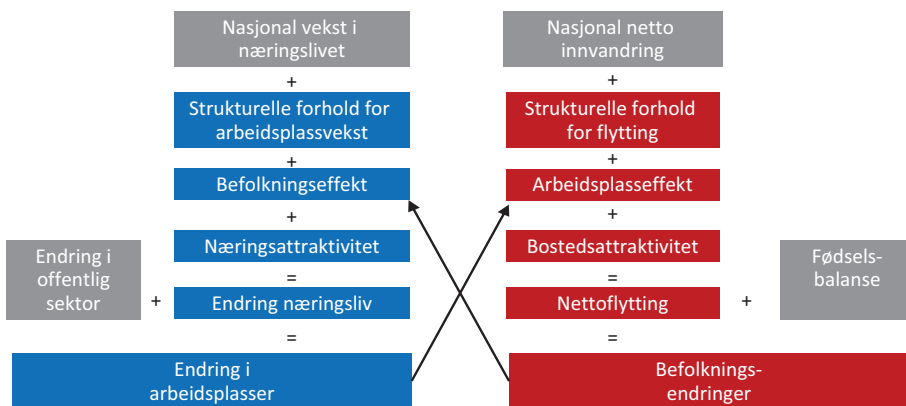 Nasjonal vekst i
næringslivet
+
Strukturelle forhold for
arbeidsplassvekst
+
Befolkningseffekt
+
Næringsattraktivitet
=
Endring i
offentlig
sektor
+
Endring næringsliv
=
Endring i
arbeidsplasser
Nasjonal netto
innvandring
+
Strukturelle forhold
for flytting
+
Arbeidsplasseffekt
+
Bostedsattraktivitet
=
Nettoflytting
+
Fødsels-
balanse
=
Befolknings-
endringer